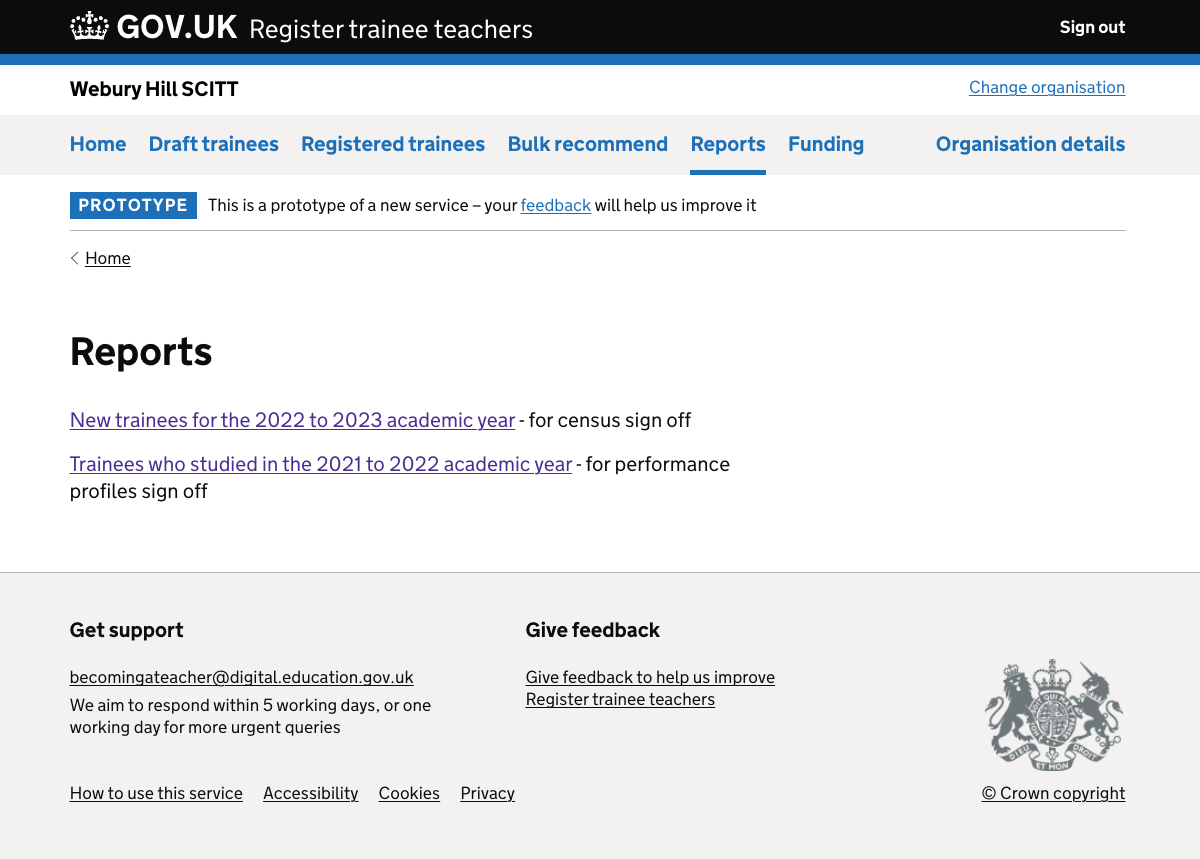 GOV.UK Register trainee teachers Sign out
Webury Hill SCITT Change organisation
Home Draft trainees Registered trainees Bulk recommend Reports Funding Organisation details
PROTOTYPE This is a prototype of a new service – your feedback will help us improve it
Home
Reports
New trainees for the 2022 to 2023 academic year - for census sign off
Trainees who studied in the 2021 to 2022 academic year - for performance
profiles sign off
Get support
becomingateacher@digital.education.gov.uk
We aim to respond within 5 working days, or one
working day for more urgent queries
Give feedback
Give feedback to help us improve
Register trainee teachers
DIEU ET MON DROIT
How to use this service Accessibility Cookies Privacy
© Crown copyright